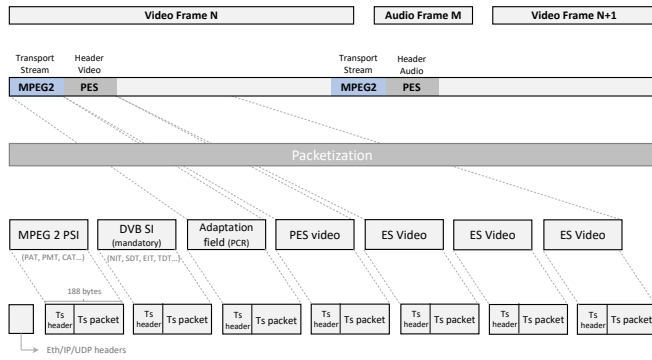 Video Frame N
Audio Frame M
Video Frame N+1
Transport
Stream
Header
Video
Transport
Stream
Header
Audio
MPEG2
PES
MPEG2
PES
Packetization
MPEG 2 PSI
DVB SI
(mandatory)
Adaptation
field (PCR)
PES video
ES Video
ES Video
ES Video
(PAT, PMT, CAT...)
(NIT, SDT, EIT, TDT...)
188 bytes
Ts
header
Ts packet
Ts
header
Ts packet
Ts
header
Ts packet
Ts
header
Ts packet
Ts
header
Ts packet
Ts
header
Ts packet
Ts
header
Ts packet
Eth/IP/UDP headers